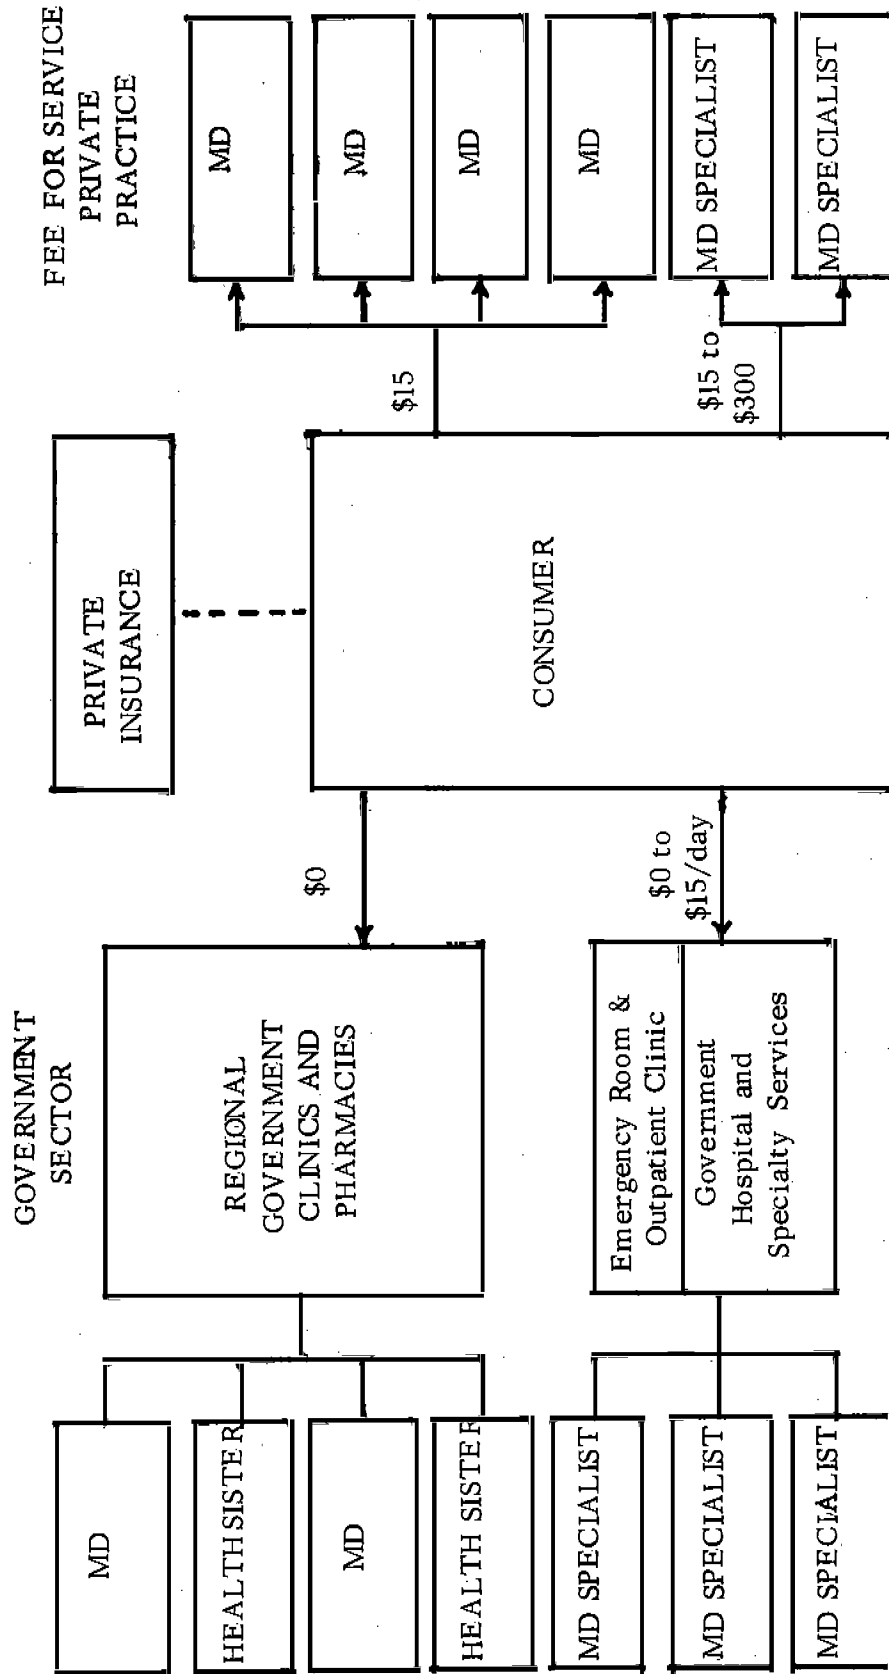 GOVERNMENT
SECTOR
FEE FOR SERVICE
PRIVATE
PRACTICE
PRIVATE
INSURANCE
MD
HEALTH SISTER
MD
HEALTH SISTER
REGIONAL
GOVERNMENT
CLINICS AND
PHARMACIES
$0
CONSUMER
$15
MD
MD
MD
MD
MD SPECIALIST
MD SPECIALIST
MD SPECIALIST
Emergency Room &
Outpatient Clinic
Government
Hospital and
Specialty Services
$0 to
$15/day
$15 to
$300
MD SPECIALIST
MD SPECIALIST